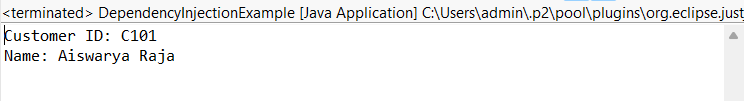 <terminated> DependencyInjectionExample [Java Application] C:\Users\admin\.p2\pool\plugins\org.eclipse.just
Customer ID: C101
Name: Aiswarya Raja